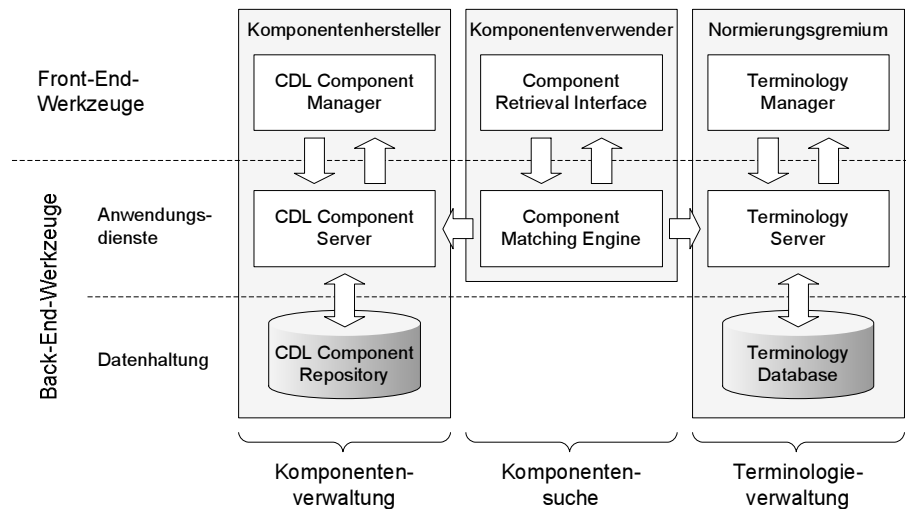 Komponentenhersteller
Komponentenverwender
Normierungsgremium
Front-End-
Werkzeuge
CDL Component
Manager
Component
Retrieval Interface
Terminology
Manager
Back-End-Werkzeuge
Anwendungs-
dienste
CDL Component
Server
Component
Matching Engine
Terminology
Server
Datenhaltung
CDL Component
Repository
Terminology
Database
Komponenten-
verwaltung
Komponenten-
suche
Terminologie-
verwaltung